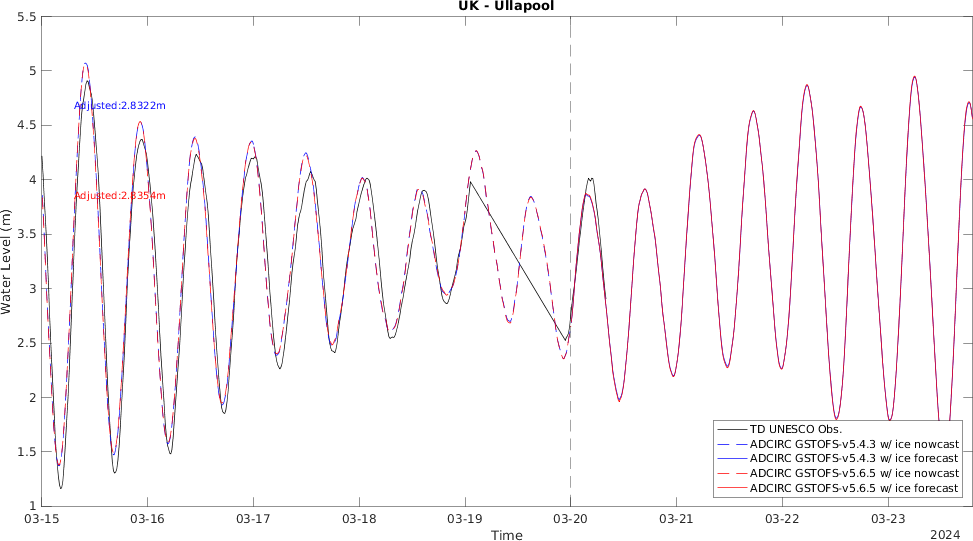 UK - Ullapool
5.5
5
4.5
4
3.5
3
2.5
2
1.5
1
Water Level (m)
Adjusted:2.8322m
Adjusted:2.8354m
TD UNESCO Obs.
ADCIRC GSTOFS-v5.4.3 w/ ice nowcast
ADCIRC GSTOFS-v5.4.3 w/ ice forecast
ADCIRC GSTOFS-v5.6.5 w/ ice nowcast
ADCIRC GSTOFS-v5.6.5 w/ ice forecast
03-15 03-16 03-17 03-18 03-19 03-20 03-21 03-22 03-23
Time
2024